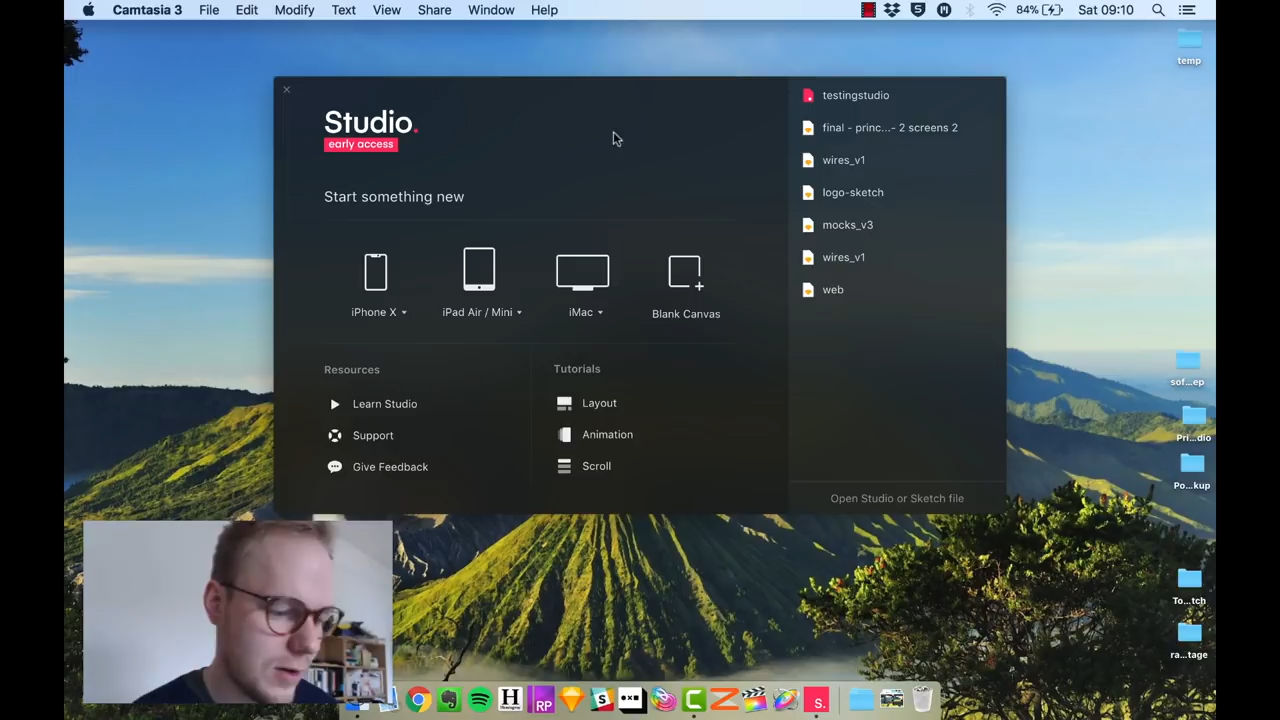 Camtasia 3 File Edit Modify Text View Share Window Help 84% Sat 09:10
temp
Studio.
early access
Start something new
iPhone X
iPad Air / Mini
iMac
Blank Canvas
Resources
Learn Studio
Support
Give Feedback
Tutorials
Layout
Animation
Scroll
testingstudio
final - princ...- 2 screens 2
wires_v1
logo-sketch
mocks_v3
wires_v1
web
Open Studio or Sketch file
sof...ep
Pri...dio
Po...kup
To...tch
ra...tage
H
RP
S.